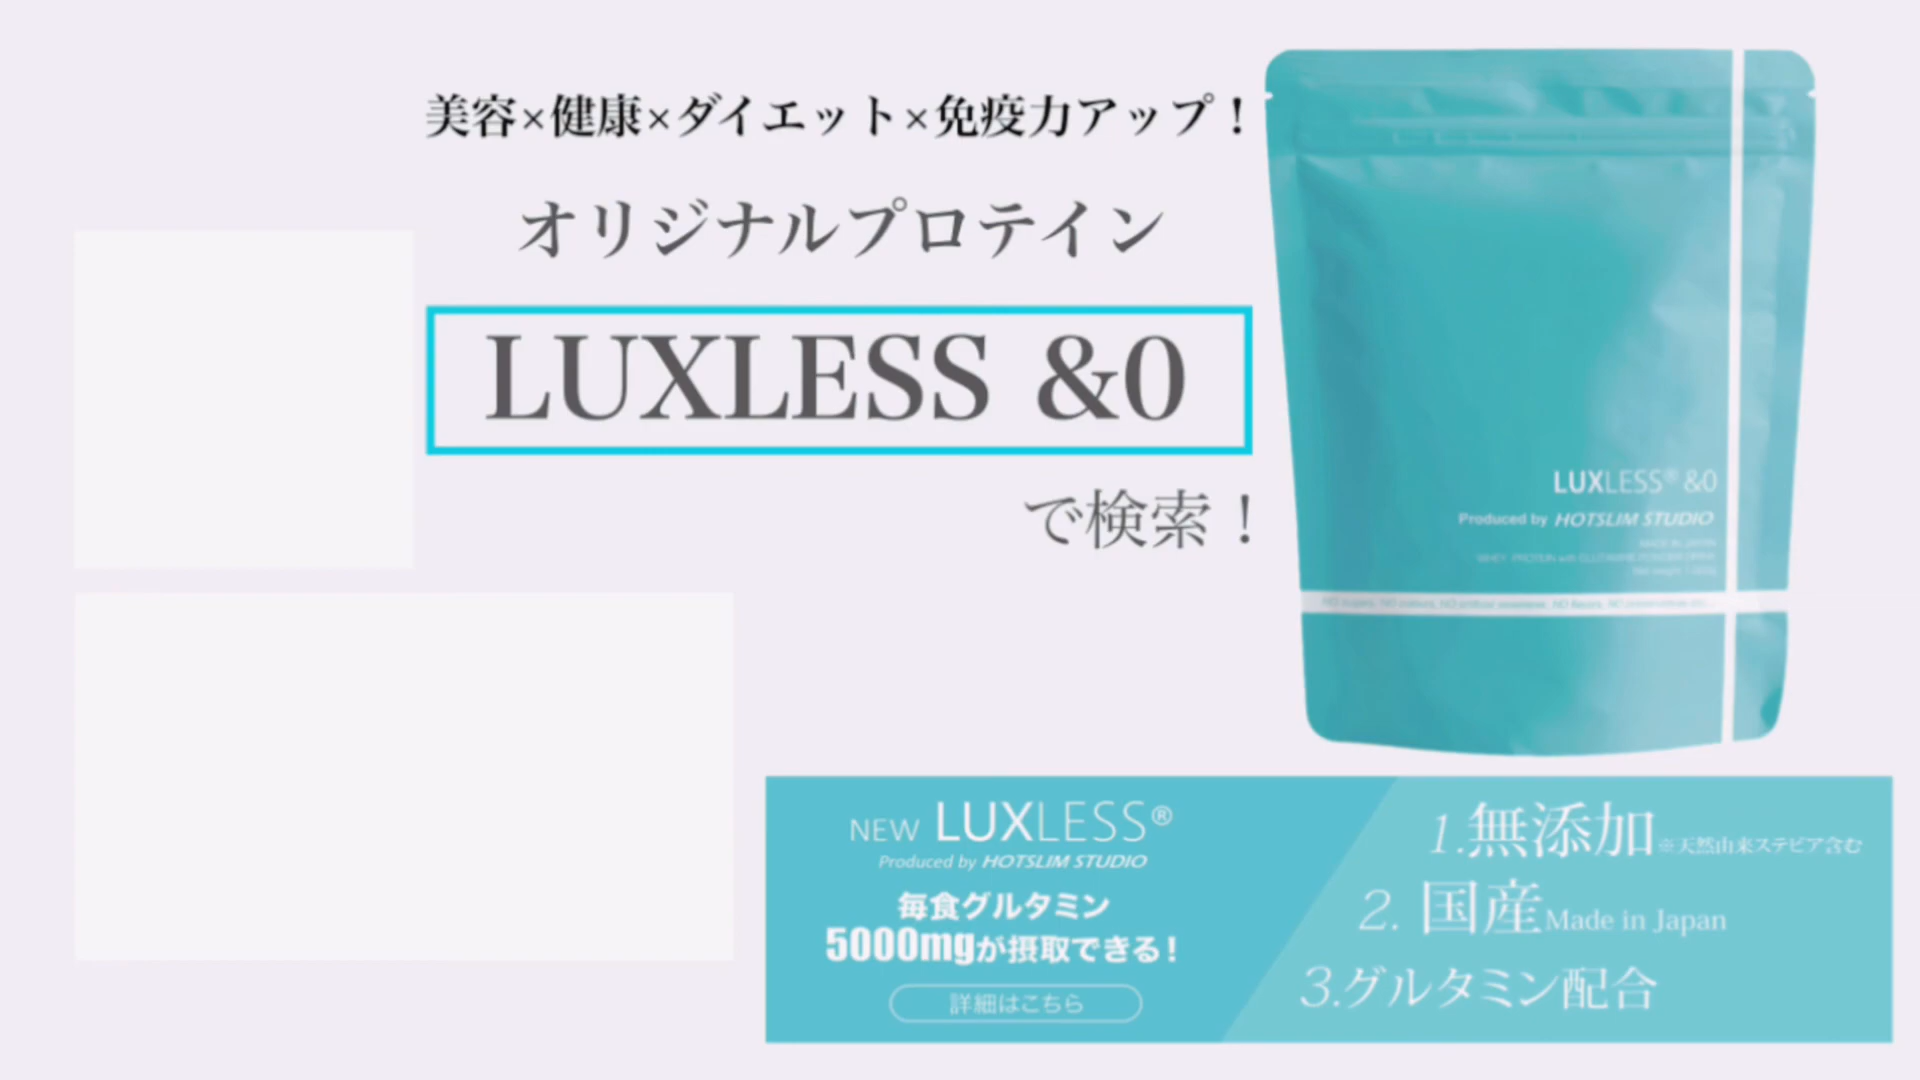 美容×健康×ダイエット×免疫力アップ！
オリジナルプロテイン
LUXLESS &0
で検索！
LUXLESS® &0
Produced by HOTSLIM STUDIO
MADE IN JAPAN
NEW LUXLESS®
Produced by HOTSLIM STUDIO
毎食グルタミン
5000mgが摂取できる！
詳細はこちら
1.無添加※天然由来ステビア含む
2. 国産Made in Japan
3.グルタミン配合